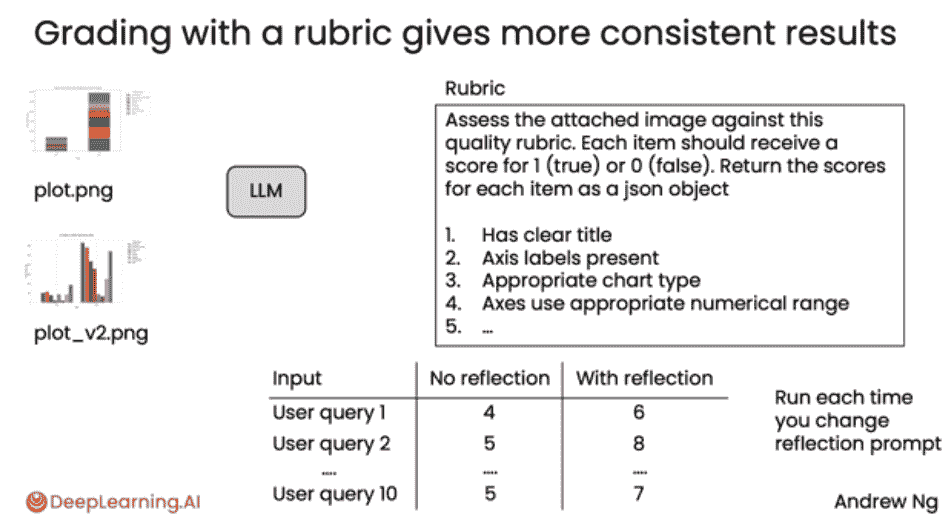 Grading with a rubric gives more consistent results
plot.png
plot_v2.png
LLM
Rubric
Assess the attached image against this
quality rubric. Each item should receive a
score for 1 (true) or 0 (false). Return the scores
for each item as a json object
1. Has clear title
2. Axis labels present
3. Appropriate chart type
4. Axes use appropriate numerical range
5. ...
Input No reflection With reflection
User query 1 4 6
User query 2 5 8
.... .... ....
User query 10 5 7
Run each time
you change
reflection prompt
DeepLearning.AI
Andrew Ng